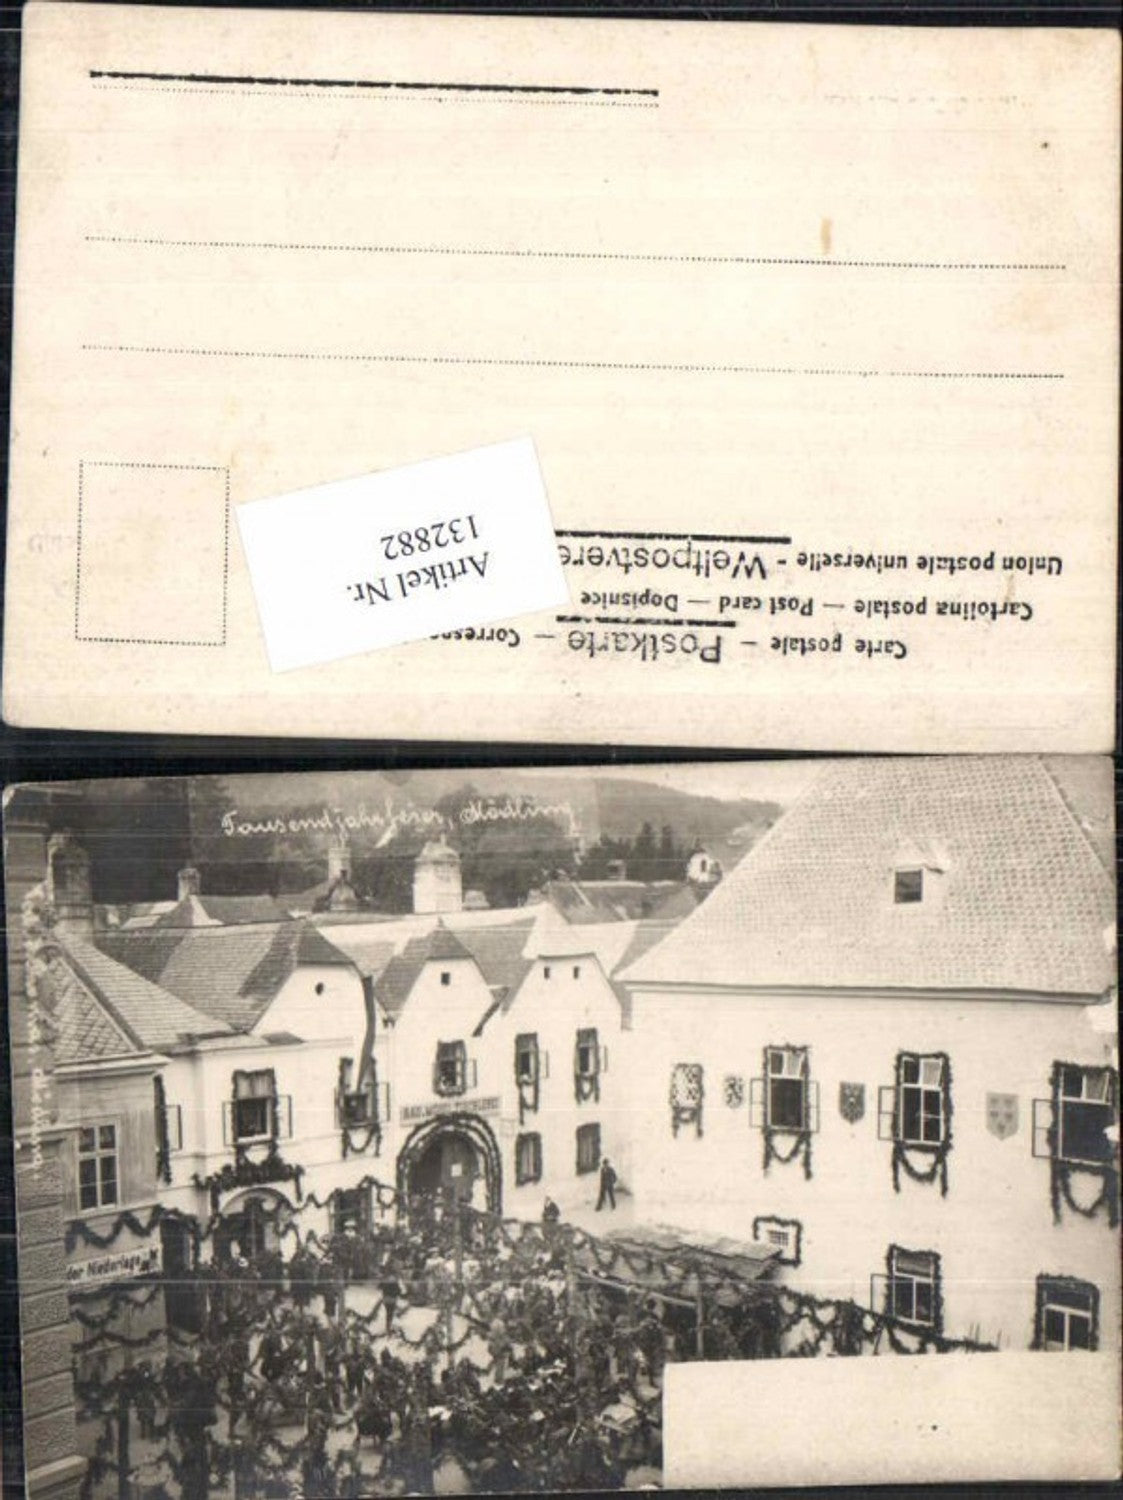 Carte postale — Postkarte —
Cartolina postale — Post card — Dopisnice
Union postale universelle - Weltpostvere
Artikel Nr.
132882
Tausendjahrfeier, Mödling.
der Niederlage